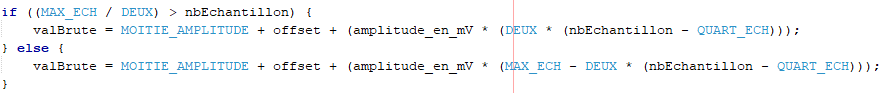 if ((MAX_ECH / DEUX) > nbEchantillon) {
    valBrute = MOITIE_AMPLITUDE + offset + (amplitude_en_mV * (DEUX * (nbEchantillon - QUART_ECH)));
} else {
    valBrute = MOITIE_AMPLITUDE + offset + (amplitude_en_mV * (MAX_ECH - DEUX * (nbEchantillon - QUART_ECH)));
}